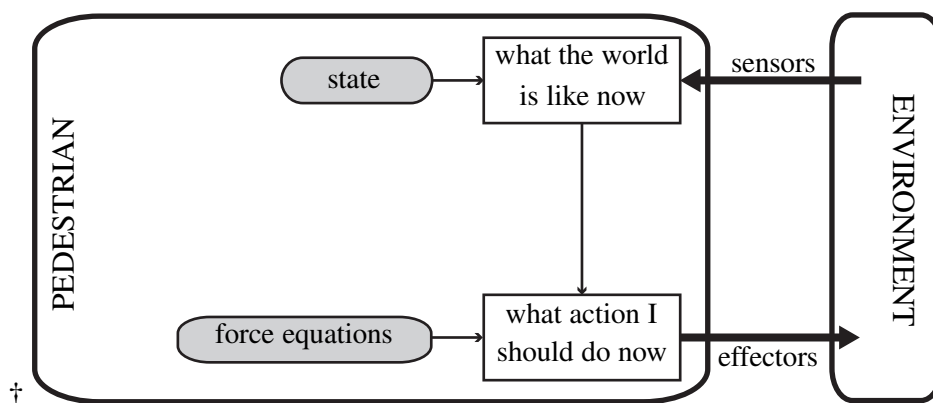 PEDESTRIAN
state
what the world
is like now
sensors
ENVIRONMENT
force equations
what action I
should do now
effectors
†